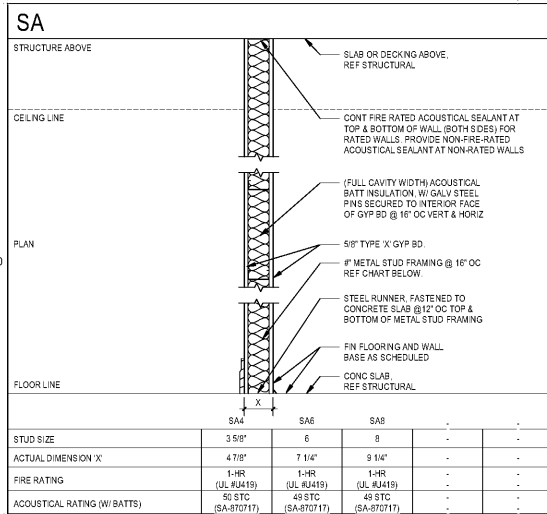 SA
STRUCTURE ABOVE
SLAB OR DECKING ABOVE,
REF STRUCTURAL
CEILING LINE
CONT FIRE RATED ACOUSTICAL SEALANT AT
TOP & BOTTOM OF WALL (BOTH SIDES) FOR
RATED WALLS. PROVIDE NON-FIRE-RATED
ACOUSTICAL SEALANT AT NON-RATED WALLS
(FULL CAVITY WIDTH) ACOUSTICAL
BATT INSULATION, W/ GALV STEEL
PINS SECURED TO INTERIOR FACE
OF GYP BD @ 16" OC VERT & HORIZ
PLAN
5/8" TYPE 'X' GYP BD.
#" METAL STUD FRAMING @ 16" OC
REF CHART BELOW.
STEEL RUNNER, FASTENED TO
CONCRETE SLAB @12" OC TOP &
BOTTOM OF METAL STUD FRAMING
FIN FLOORING AND WALL
BASE AS SCHEDULED
CONC SLAB,
REF STRUCTURAL
FLOOR LINE
X
SA4 SA6 SA8 - -
STUD SIZE 3 5/8" 6 8 - -
ACTUAL DIMENSION 'X' 4 7/8" 7 1/4" 9 1/4" - -
FIRE RATING 1-HR (UL #U419) 1-HR (UL #U419) 1-HR (UL #U419) - - - -
ACOUSTICAL RATING (W/ BATTS) 50 STC (SA-870717) 49 STC (SA-870717) 49 STC (SA-870717) - - - -